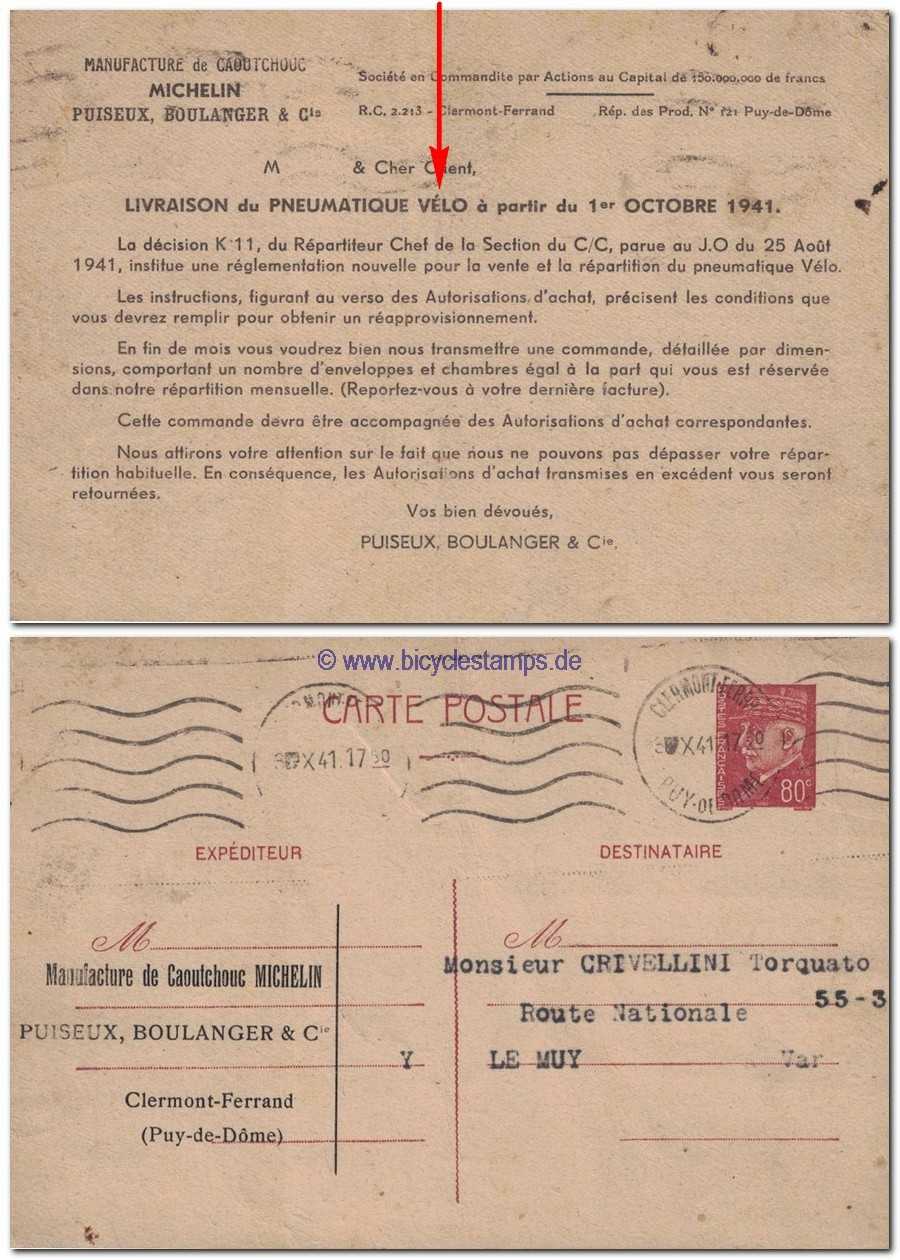 MANUFACTURE de CAOUTCHOUC
MICHELIN
PUISEUX, BOULANGER & Cie
Société en Commandite par Actions au Capital de 150.000.000 de francs
R.C. 2.213 - Clermont-Ferrand Rép. des Prod. N° 121 Puy-de-Dôme
M & Cher Client,
LIVRAISON du PNEUMATIQUE VÉLO à partir du 1er OCTOBRE 1941.
La décision K 11, du Répartiteur Chef de la Section du C/C, parue au J.O du 25 Août
1941, institue une réglementation nouvelle pour la vente et la répartition du pneumatique Vélo.
Les instructions, figurant au verso des Autorisations d'achat, précisent les conditions que
vous devrez remplir pour obtenir un réapprovisionnement.
En fin de mois vous voudrez bien nous transmettre une commande, détaillée par dimen-
sions, comportant un nombre d'enveloppes et chambres égal à la part qui vous est réservée
dans notre répartition mensuelle. (Reportez-vous à votre dernière facture).
Cette commande devra être accompagnée des Autorisations d'achat correspondantes.
Nous attirons votre attention sur le fait que nous ne pouvons pas dépasser votre répar-
tition habituelle. En conséquence, les Autorisations d'achat transmises en excédent vous seront
retournées.
Vos bien dévoués,
PUISEUX, BOULANGER & Cie.
© www.bicyclestamps.de
CARTE POSTALE
X41.17
CLERMONT-FERRAND
X41.17
PUY-DE-DOME
POSTES FRANÇAISES
80c
EXPÉDITEUR
DESTINATAIRE
M
Manufacture de Caoutchouc MICHELIN
PUISEUX, BOULANGER & Cie
Y
Clermont-Ferrand
(Puy-de-Dôme)
M
Monsieur CRIVELLINI Torquato
55-3
Route Nationale
LE MUY Var